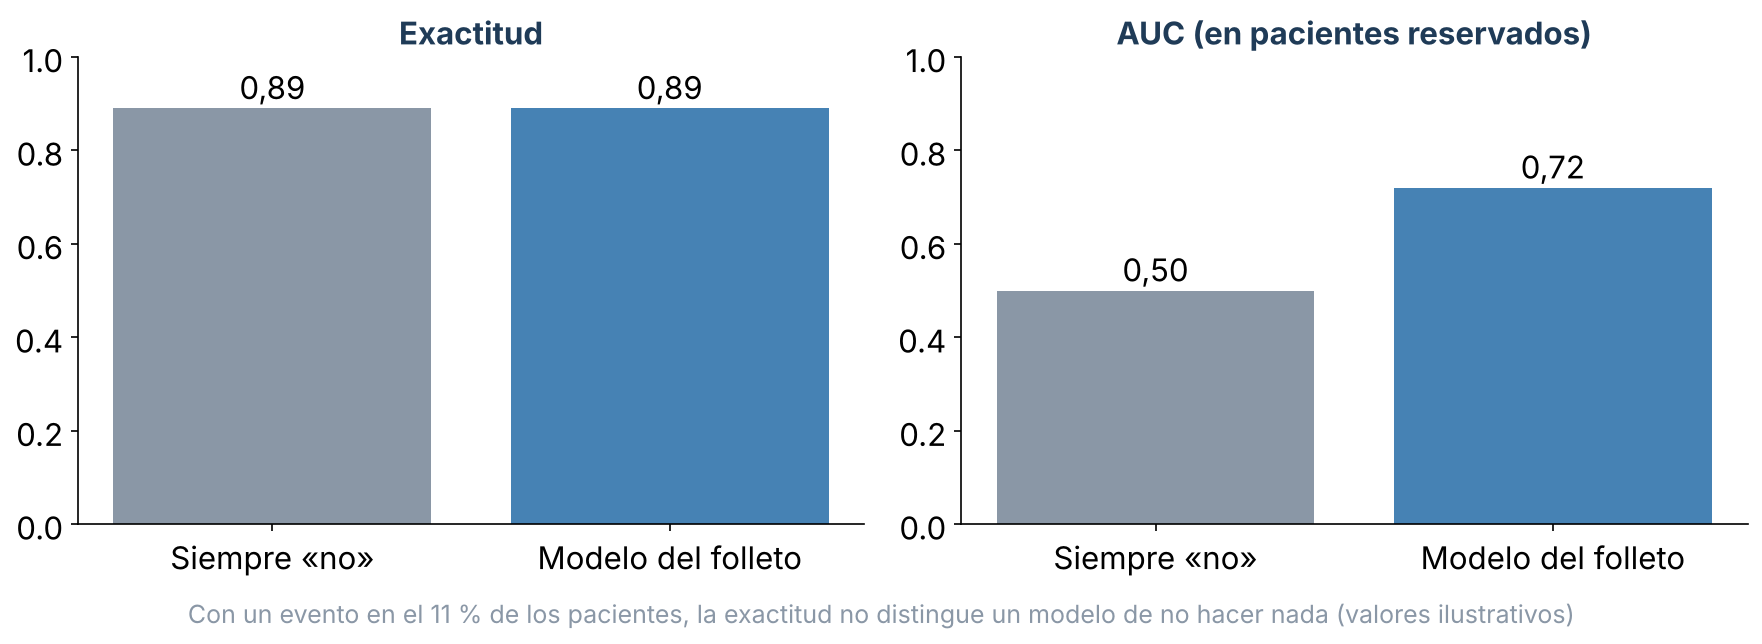 Exactitud
1.0
0.8
0.6
0.4
0.2
0.0
0,89
0,89
Siempre «no»
Modelo del folleto
AUC (en pacientes reservados)
1.0
0.8
0.6
0.4
0.2
0.0
0,50
0,72
Siempre «no»
Modelo del folleto
Con un evento en el 11 % de los pacientes, la exactitud no distingue un modelo de no hacer nada (valores ilustrativos)